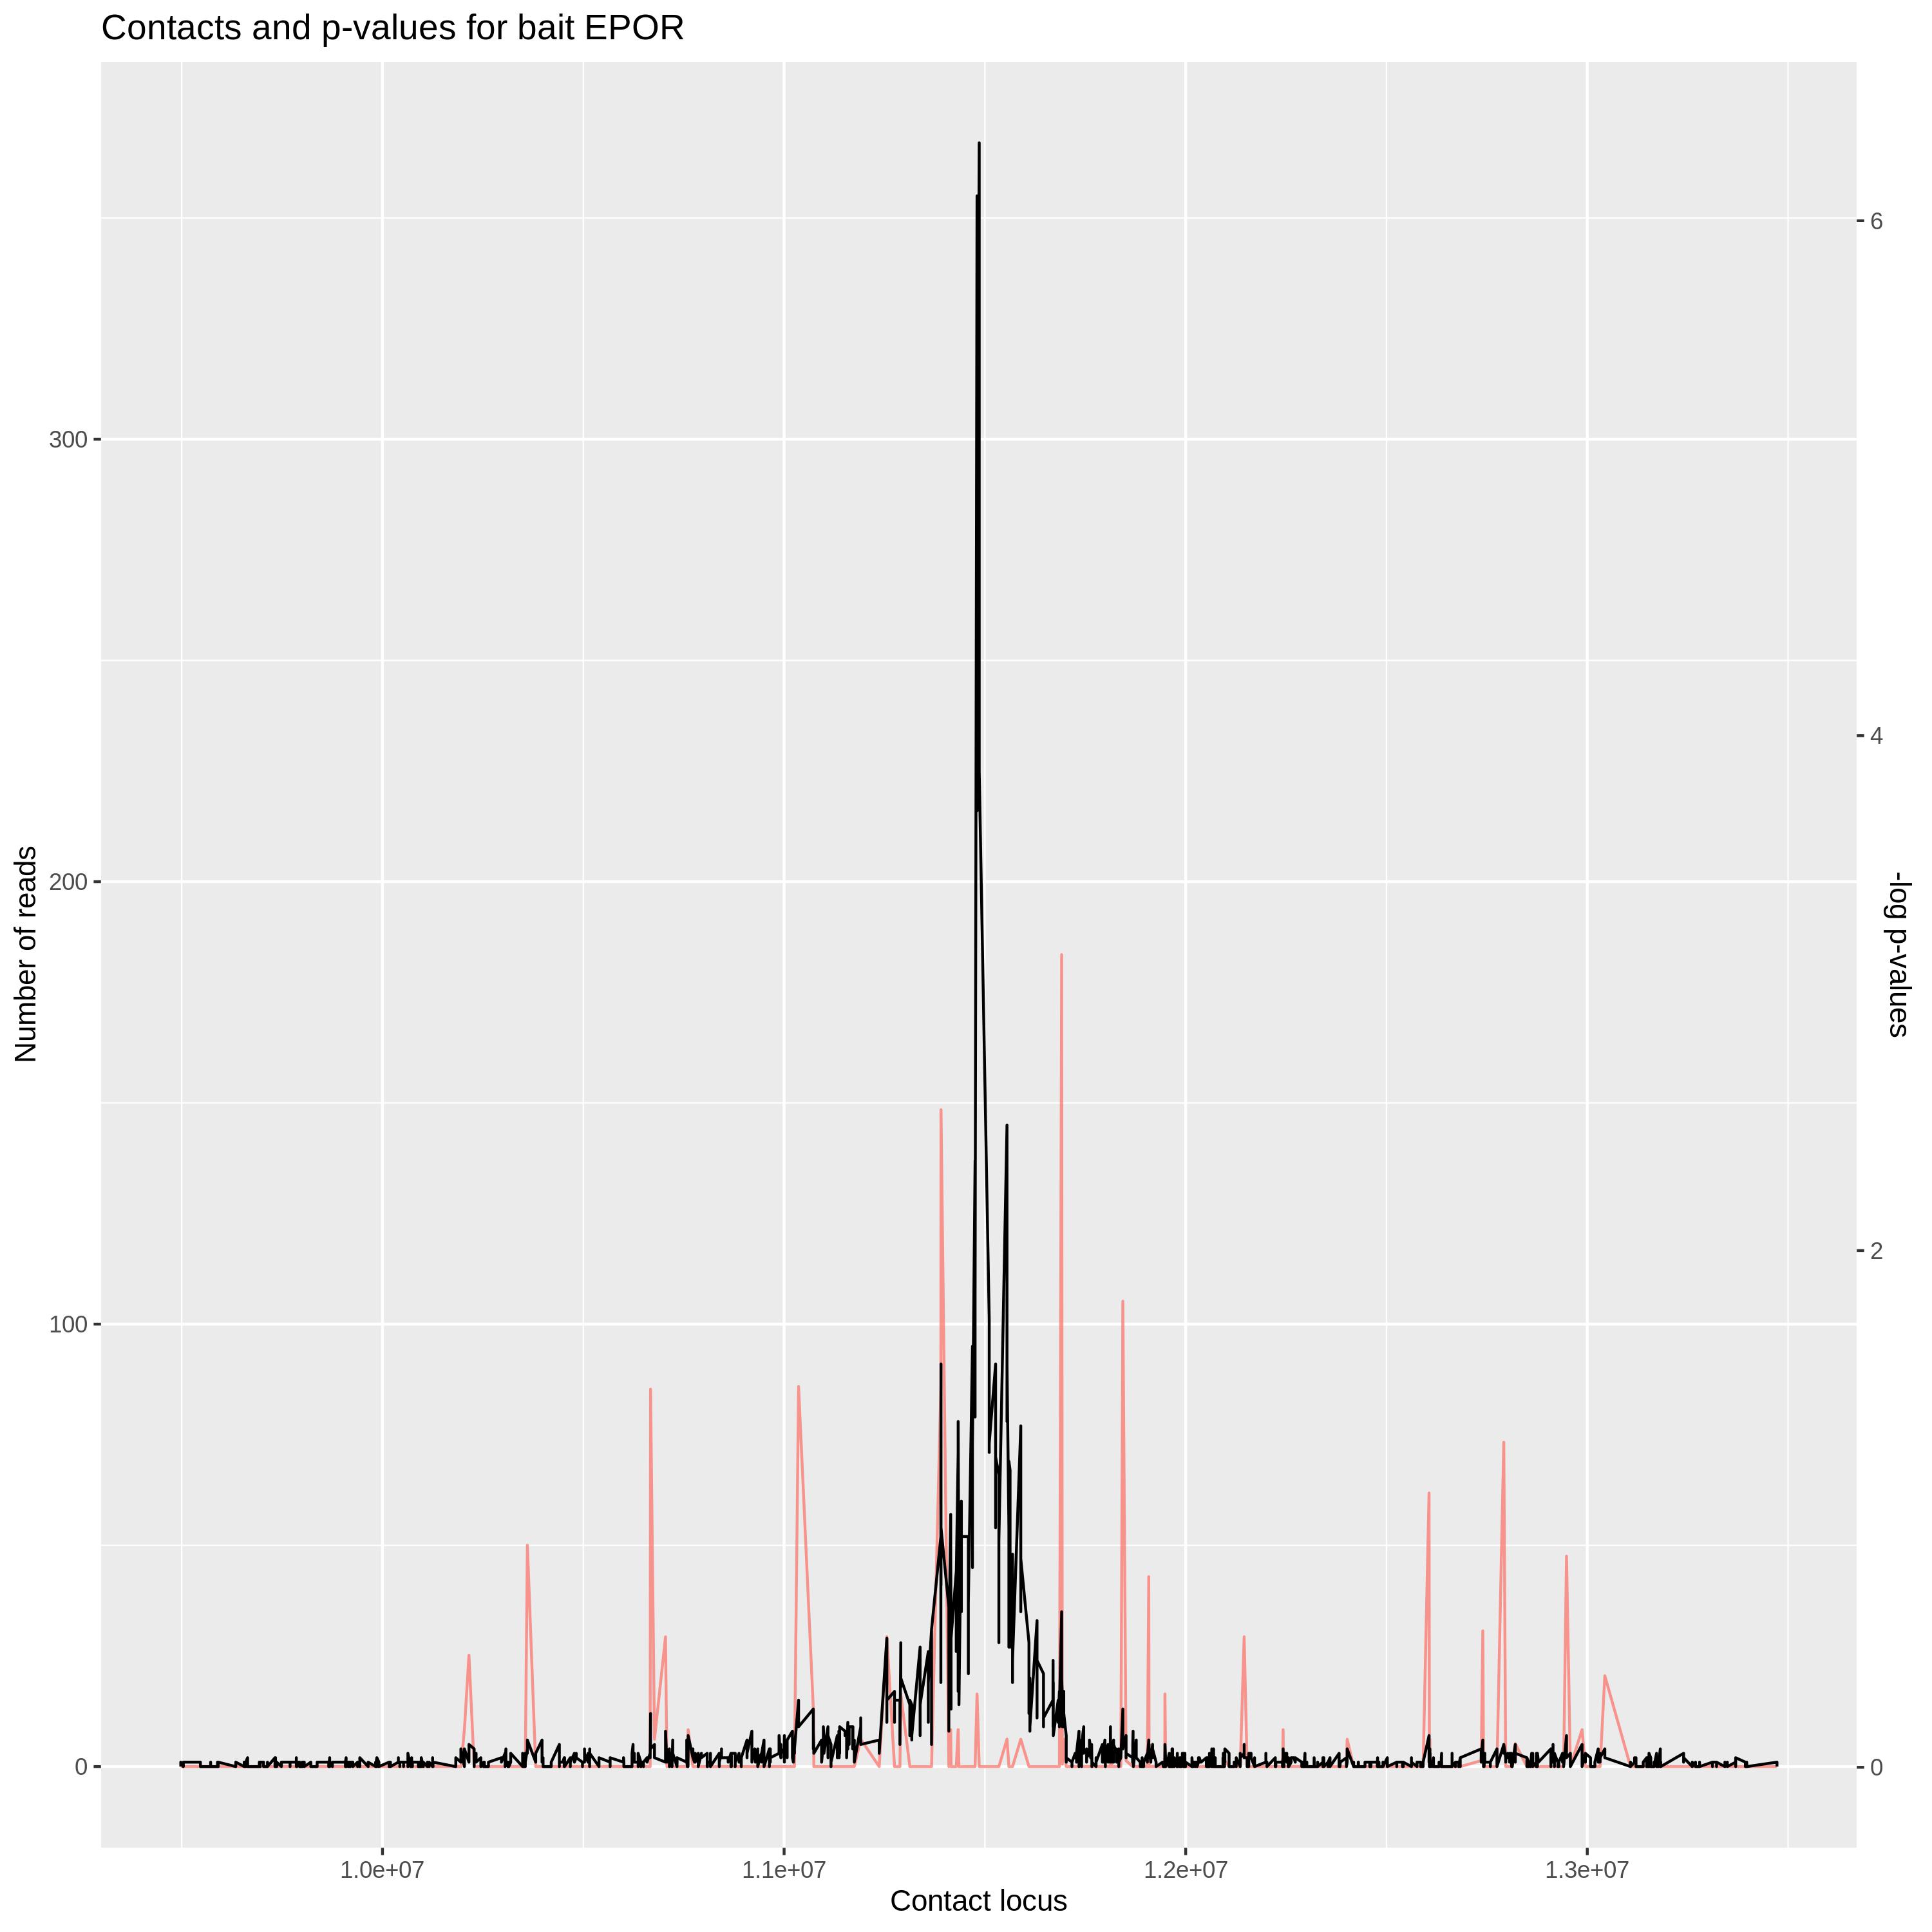 Contacts and p-values for bait EPOR
Number of reads
300
200
100
0
6
4
2
0
-log p-values
1.0e+07
1.1e+07
1.2e+07
1.3e+07
Contact locus